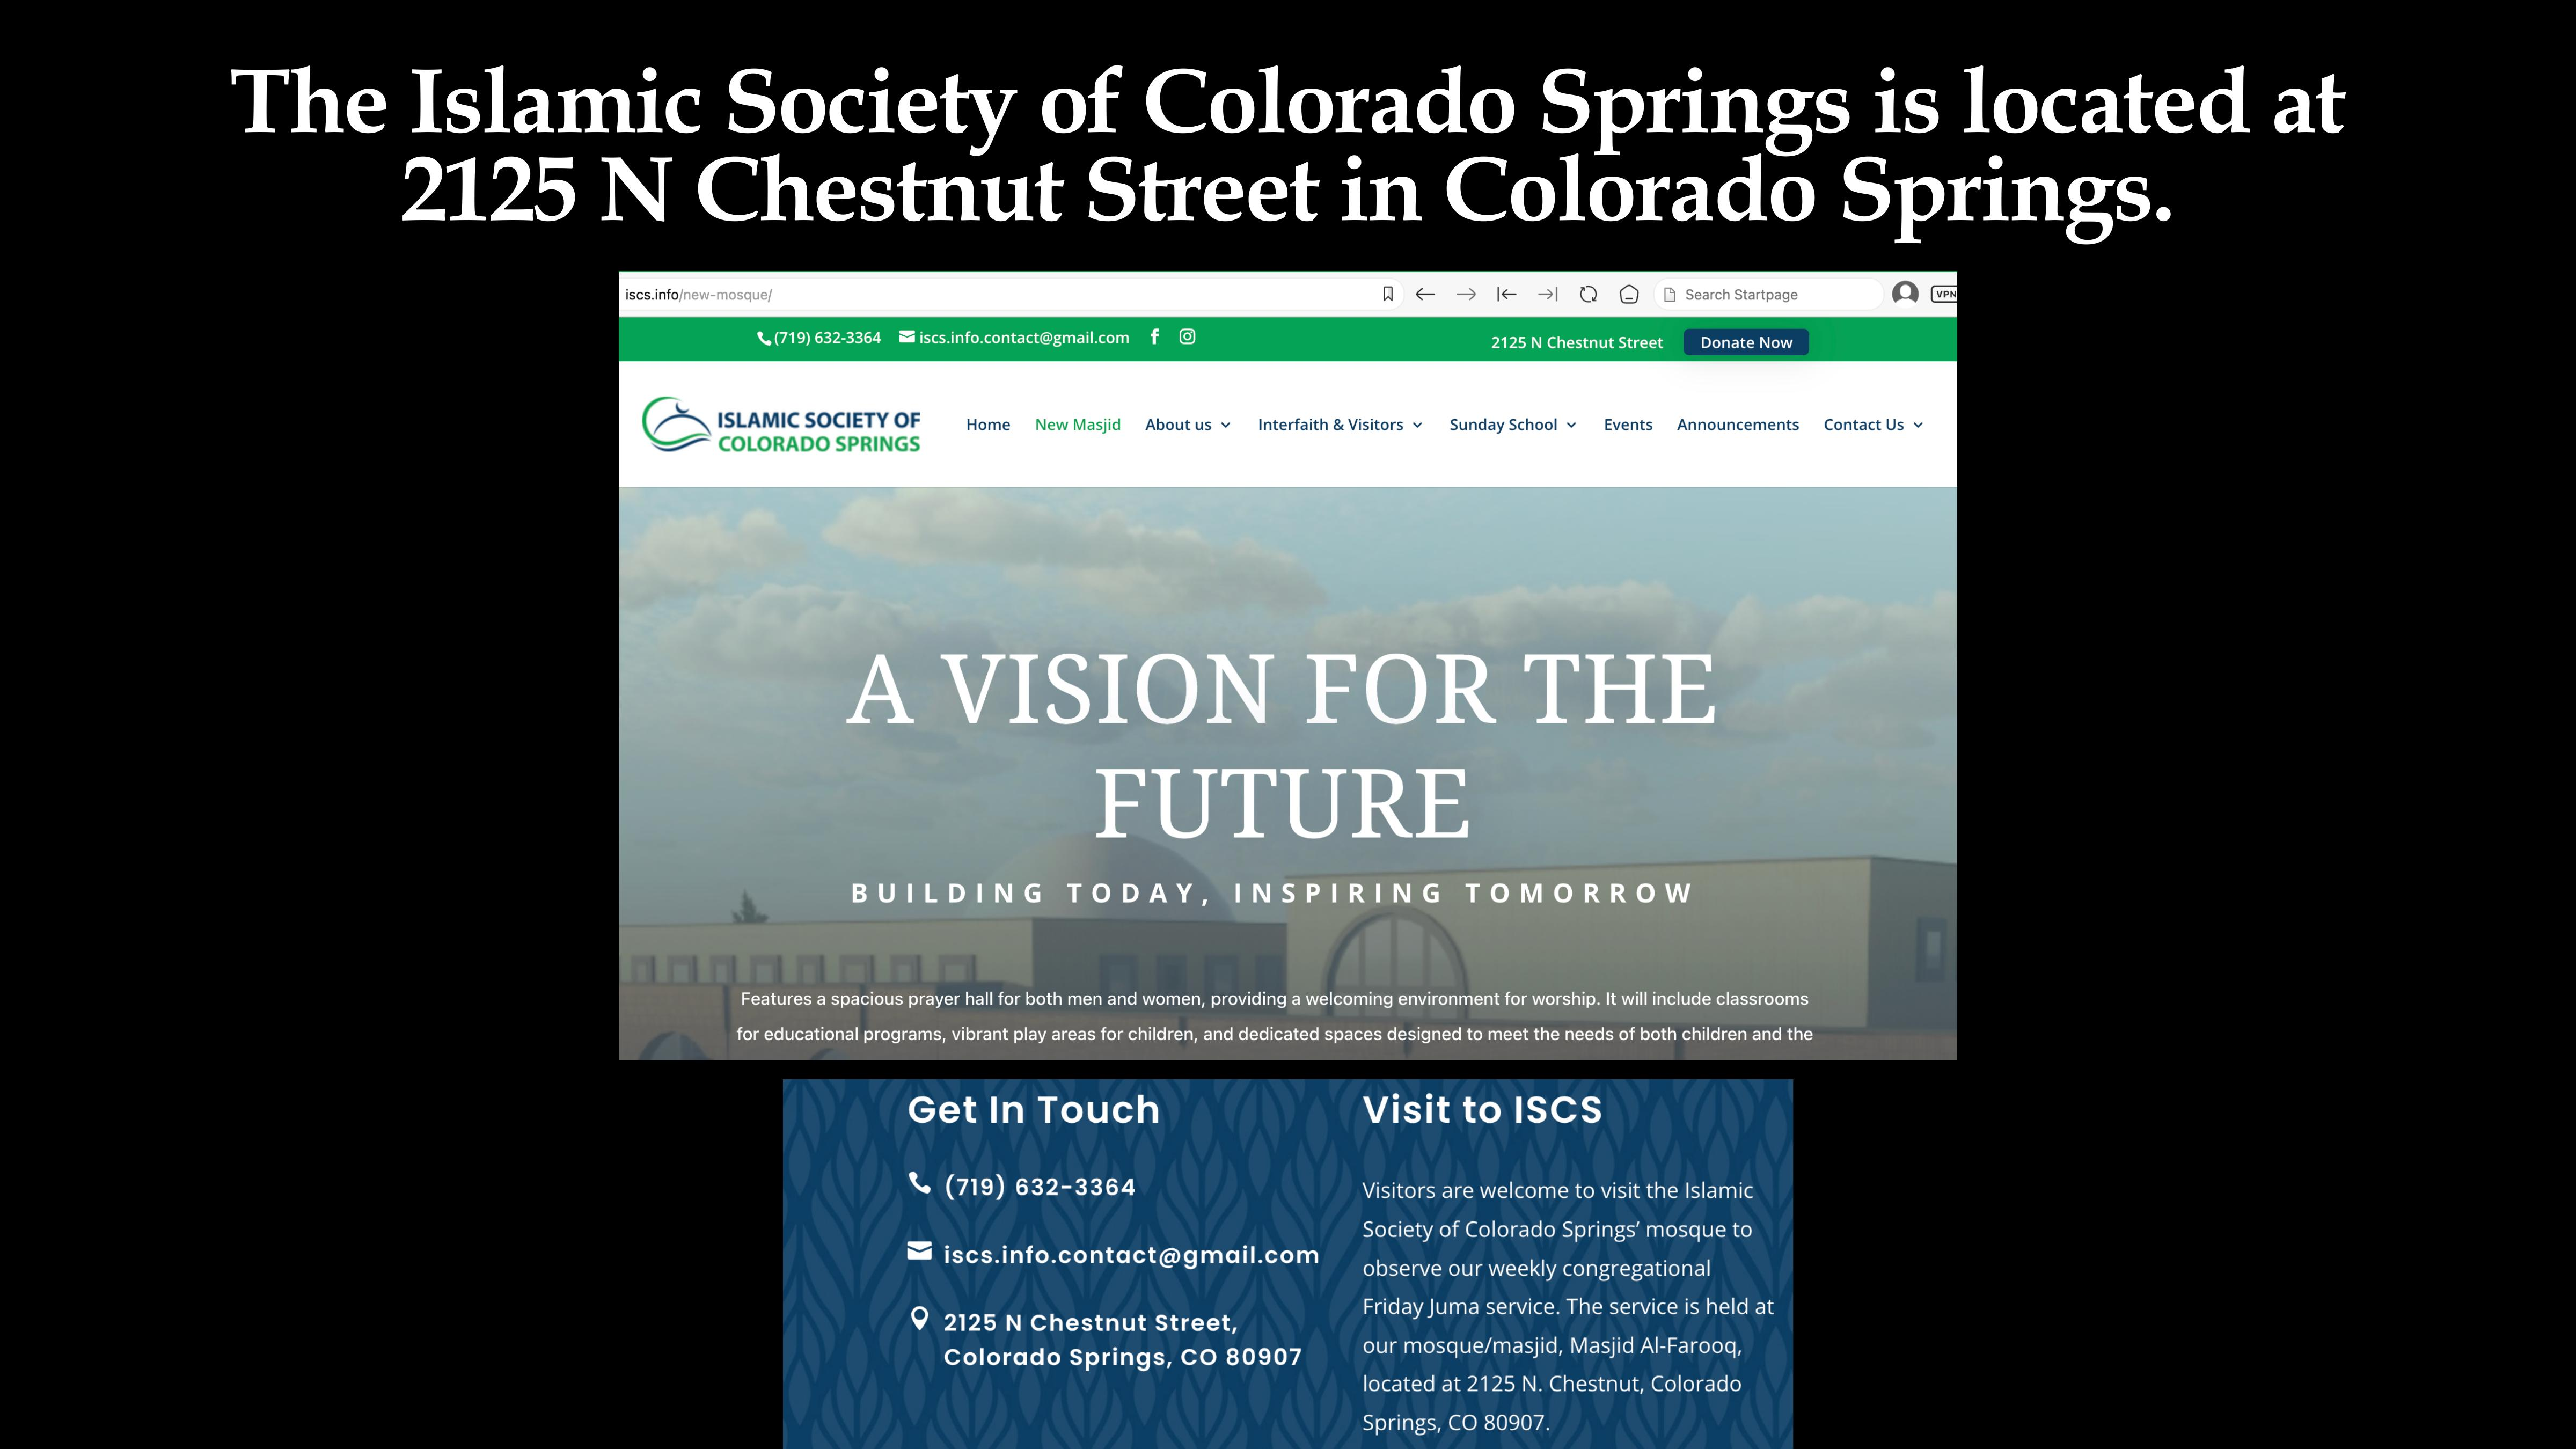 The Islamic Society of Colorado Springs is located at
2125 N Chestnut Street in Colorado Springs.
iscs.info/new-mosque/
Search Startpage
VPN
(719) 632-3364 iscs.info.contact@gmail.com
2125 N Chestnut Street Donate Now
ISLAMIC SOCIETY OF
COLORADO SPRINGS
Home New Masjid About us Interfaith & Visitors Sunday School Events Announcements Contact Us
A VISION FOR THE
FUTURE
BUILDING TODAY, INSPIRING TOMORROW
Features a spacious prayer hall for both men and women, providing a welcoming environment for worship. It will include classrooms
for educational programs, vibrant play areas for children, and dedicated spaces designed to meet the needs of both children and the
Get In Touch
(719) 632-3364
iscs.info.contact@gmail.com
2125 N Chestnut Street,
Colorado Springs, CO 80907
Visit to ISCS
Visitors are welcome to visit the Islamic
Society of Colorado Springs’ mosque to
observe our weekly congregational
Friday Juma service. The service is held at
our mosque/masjid, Masjid Al-Farooq,
located at 2125 N. Chestnut, Colorado
Springs, CO 80907.